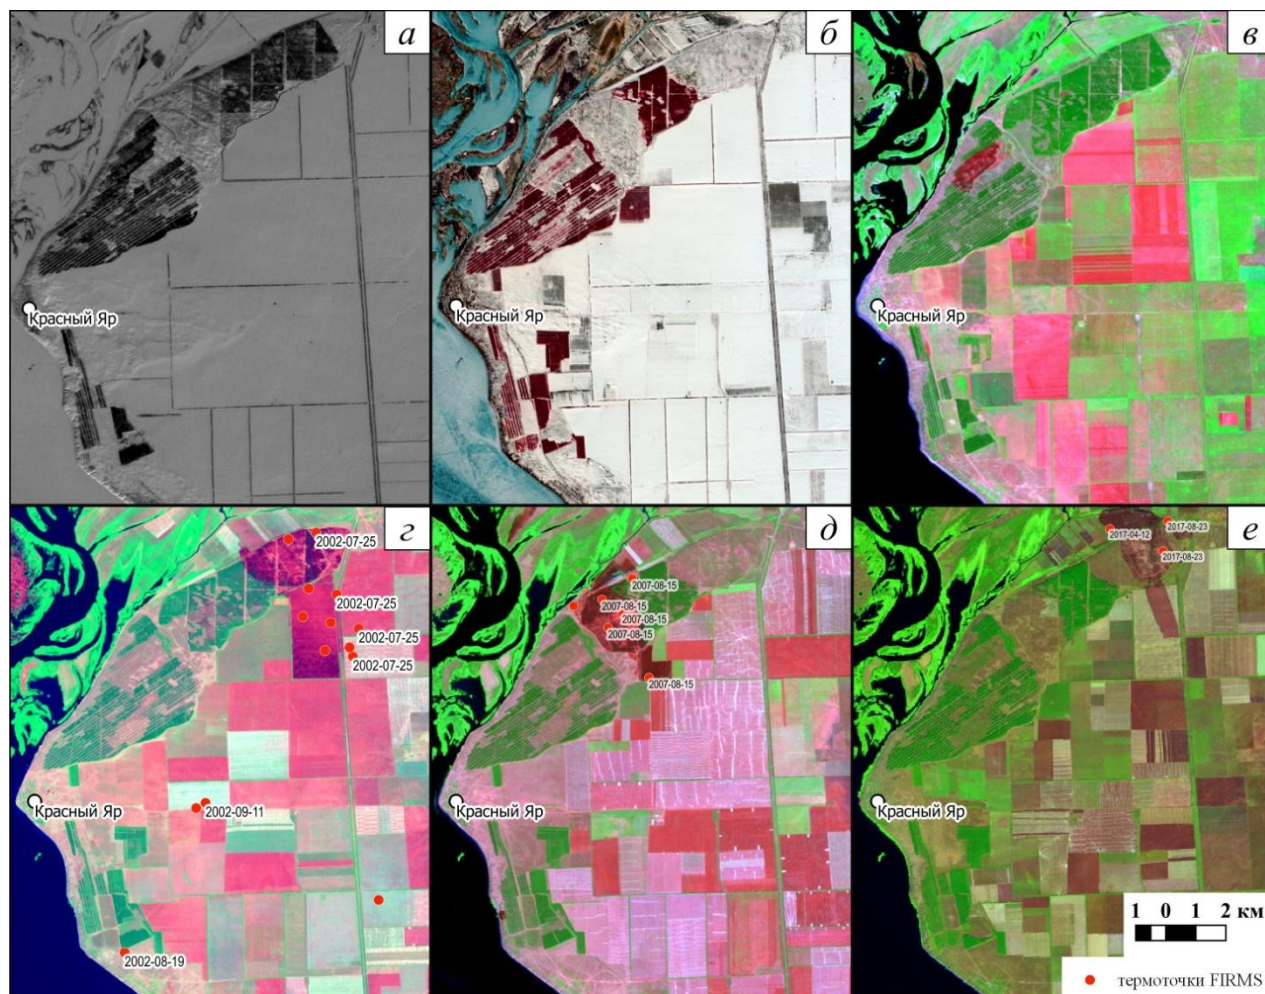 а
б
в
Красный Яр
Красный Яр
Красный Яр
г
д
е
2002-07-25
2002-07-25
2002-07-25
2002-07-25
2002-09-11
2002-08-19
Красный Яр
2007-08-15
2007-08-15
2007-08-15
2007-08-15
2007-08-15
Красный Яр
2017-08-23
2017-04-12
2017-08-23
Красный Яр
1 0 1 2 км
термоточки FIRMS